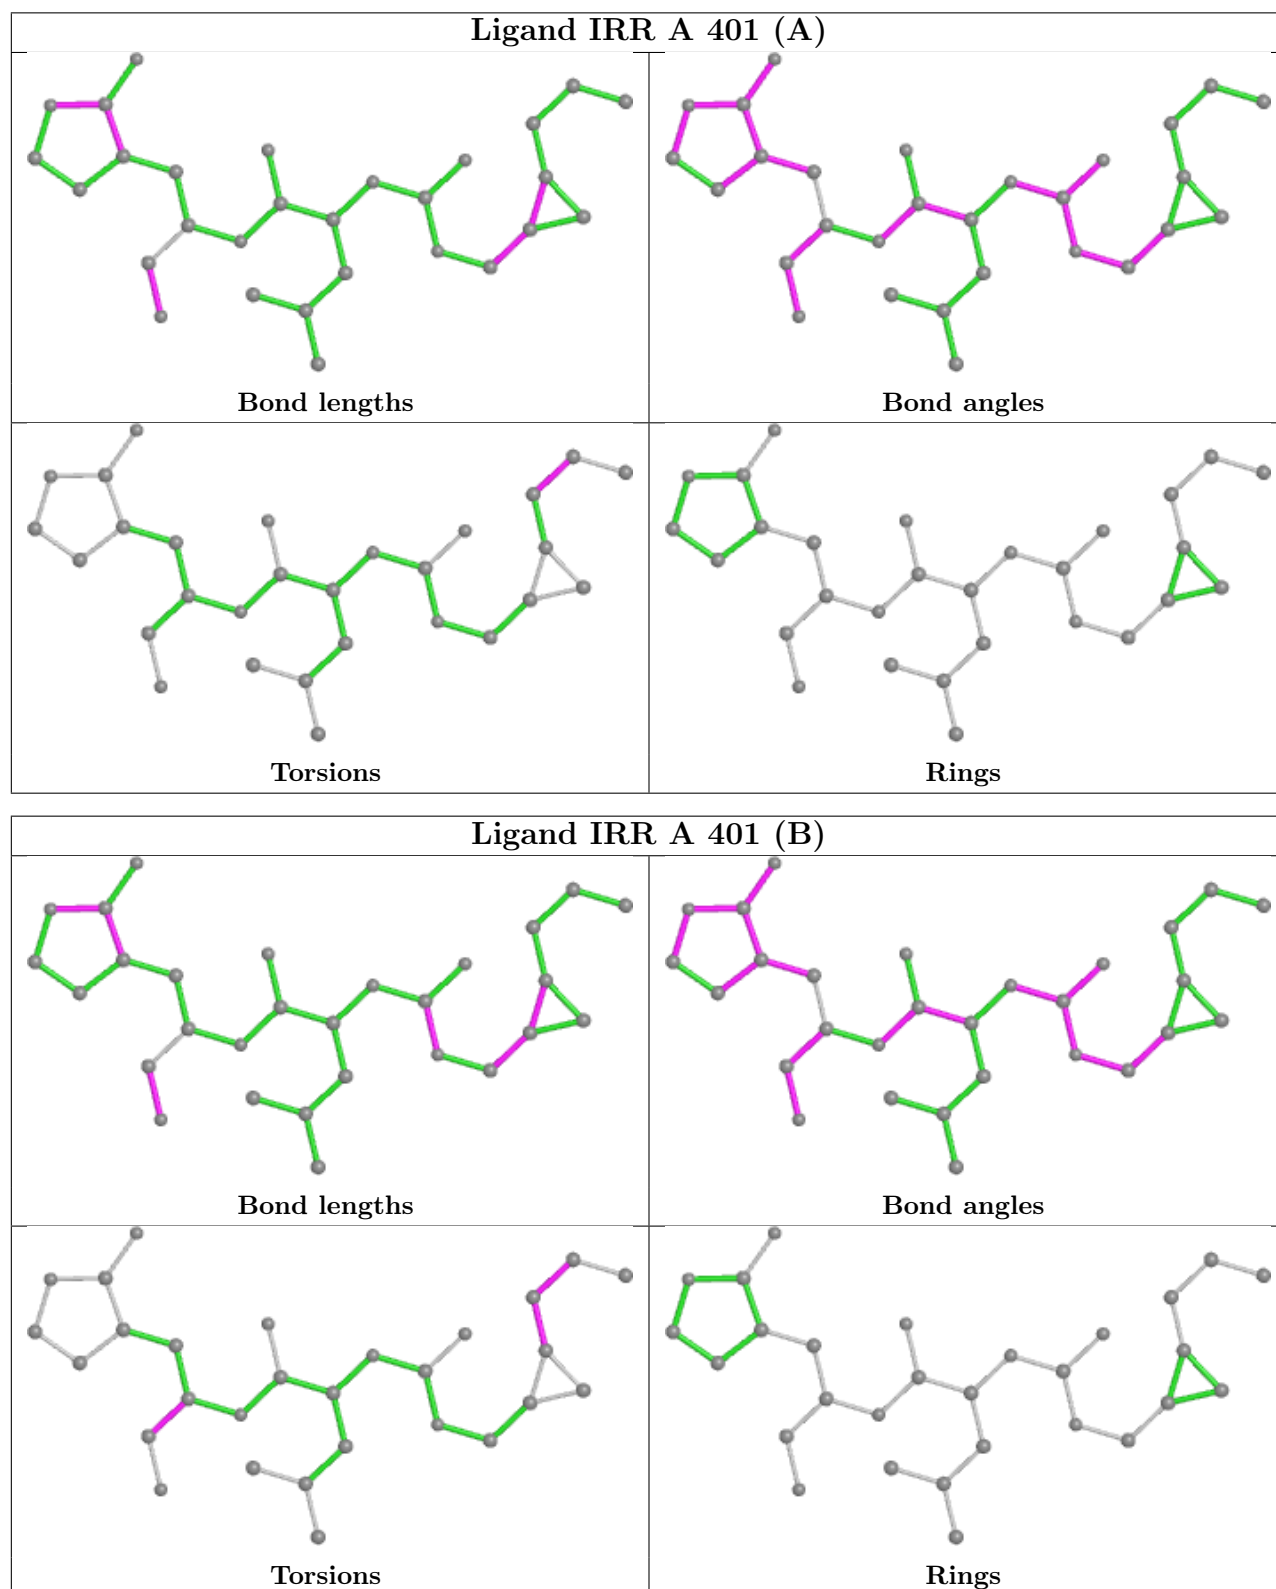 Ligand IRR A 401 (A)
Bond lengths
Bond angles
Torsions
Rings
Ligand IRR A 401 (B)
Bond lengths
Bond angles
Torsions
Rings